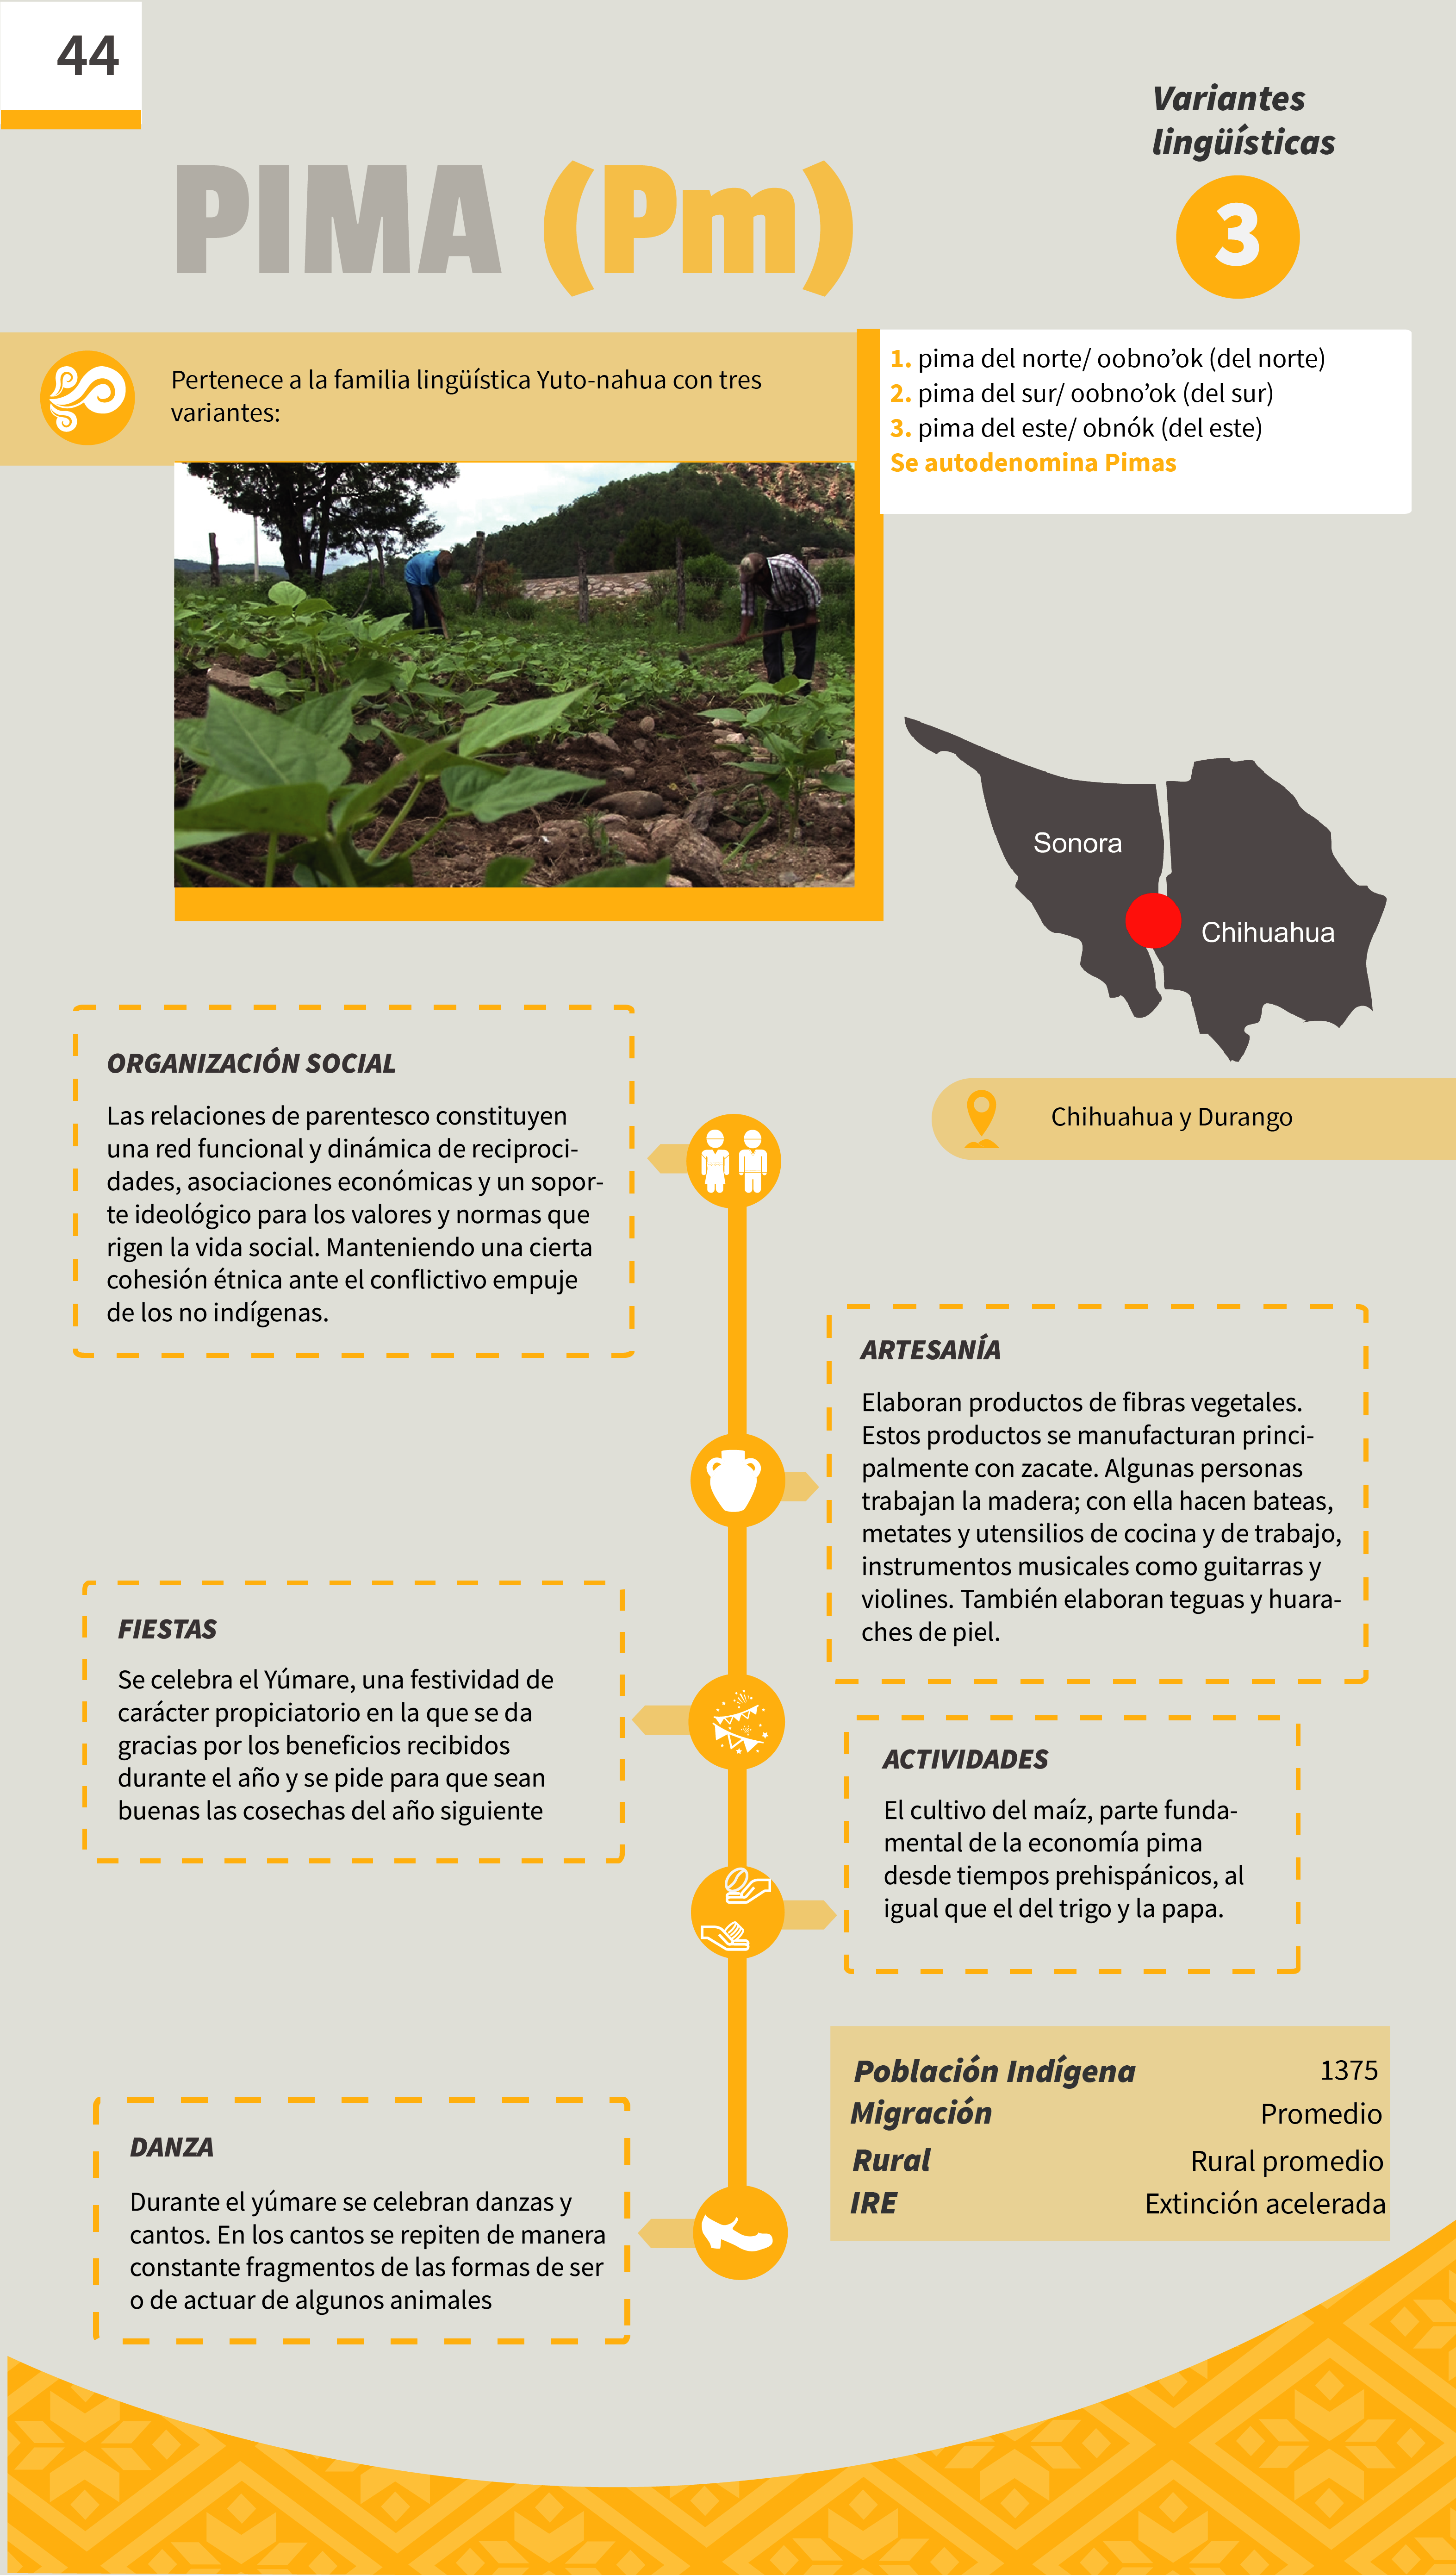 44
Variantes
lingüísticas
3
PIMA (Pm)
Pertenece a la familia lingüística Yuto-nahua con tres
variantes:
1. pima del norte/ oobno’ok (del norte)
2. pima del sur/ oobno’ok (del sur)
3. pima del este/ obnók (del este)
Se autodenomina Pimas
Sonora
Chihuahua
Chihuahua y Durango
ORGANIZACIÓN SOCIAL
Las relaciones de parentesco constituyen
una red funcional y dinámica de reciproci-
dades, asociaciones económicas y un sopor-
te ideológico para los valores y normas que
rigen la vida social. Manteniendo una cierta
cohesión étnica ante el conflictivo empuje
de los no indígenas.
ARTESANÍA
Elaboran productos de fibras vegetales.
Estos productos se manufacturan princi-
palmente con zacate. Algunas personas
trabajan la madera; con ella hacen bateas,
metates y utensilios de cocina y de trabajo,
instrumentos musicales como guitarras y
violines. También elaboran teguas y huara-
ches de piel.
FIESTAS
Se celebra el Yúmare, una festividad de
carácter propiciatorio en la que se da
gracias por los beneficios recibidos
durante el año y se pide para que sean
buenas las cosechas del año siguiente
ACTIVIDADES
El cultivo del maíz, parte funda-
mental de la economía pima
desde tiempos prehispánicos, al
igual que el del trigo y la papa.
Población Indígena 1375
Migración Promedio
Rural Rural promedio
IRE Extinción acelerada
DANZA
Durante el yúmare se celebran danzas y
cantos. En los cantos se repiten de manera
constante fragmentos de las formas de ser
o de actuar de algunos animales